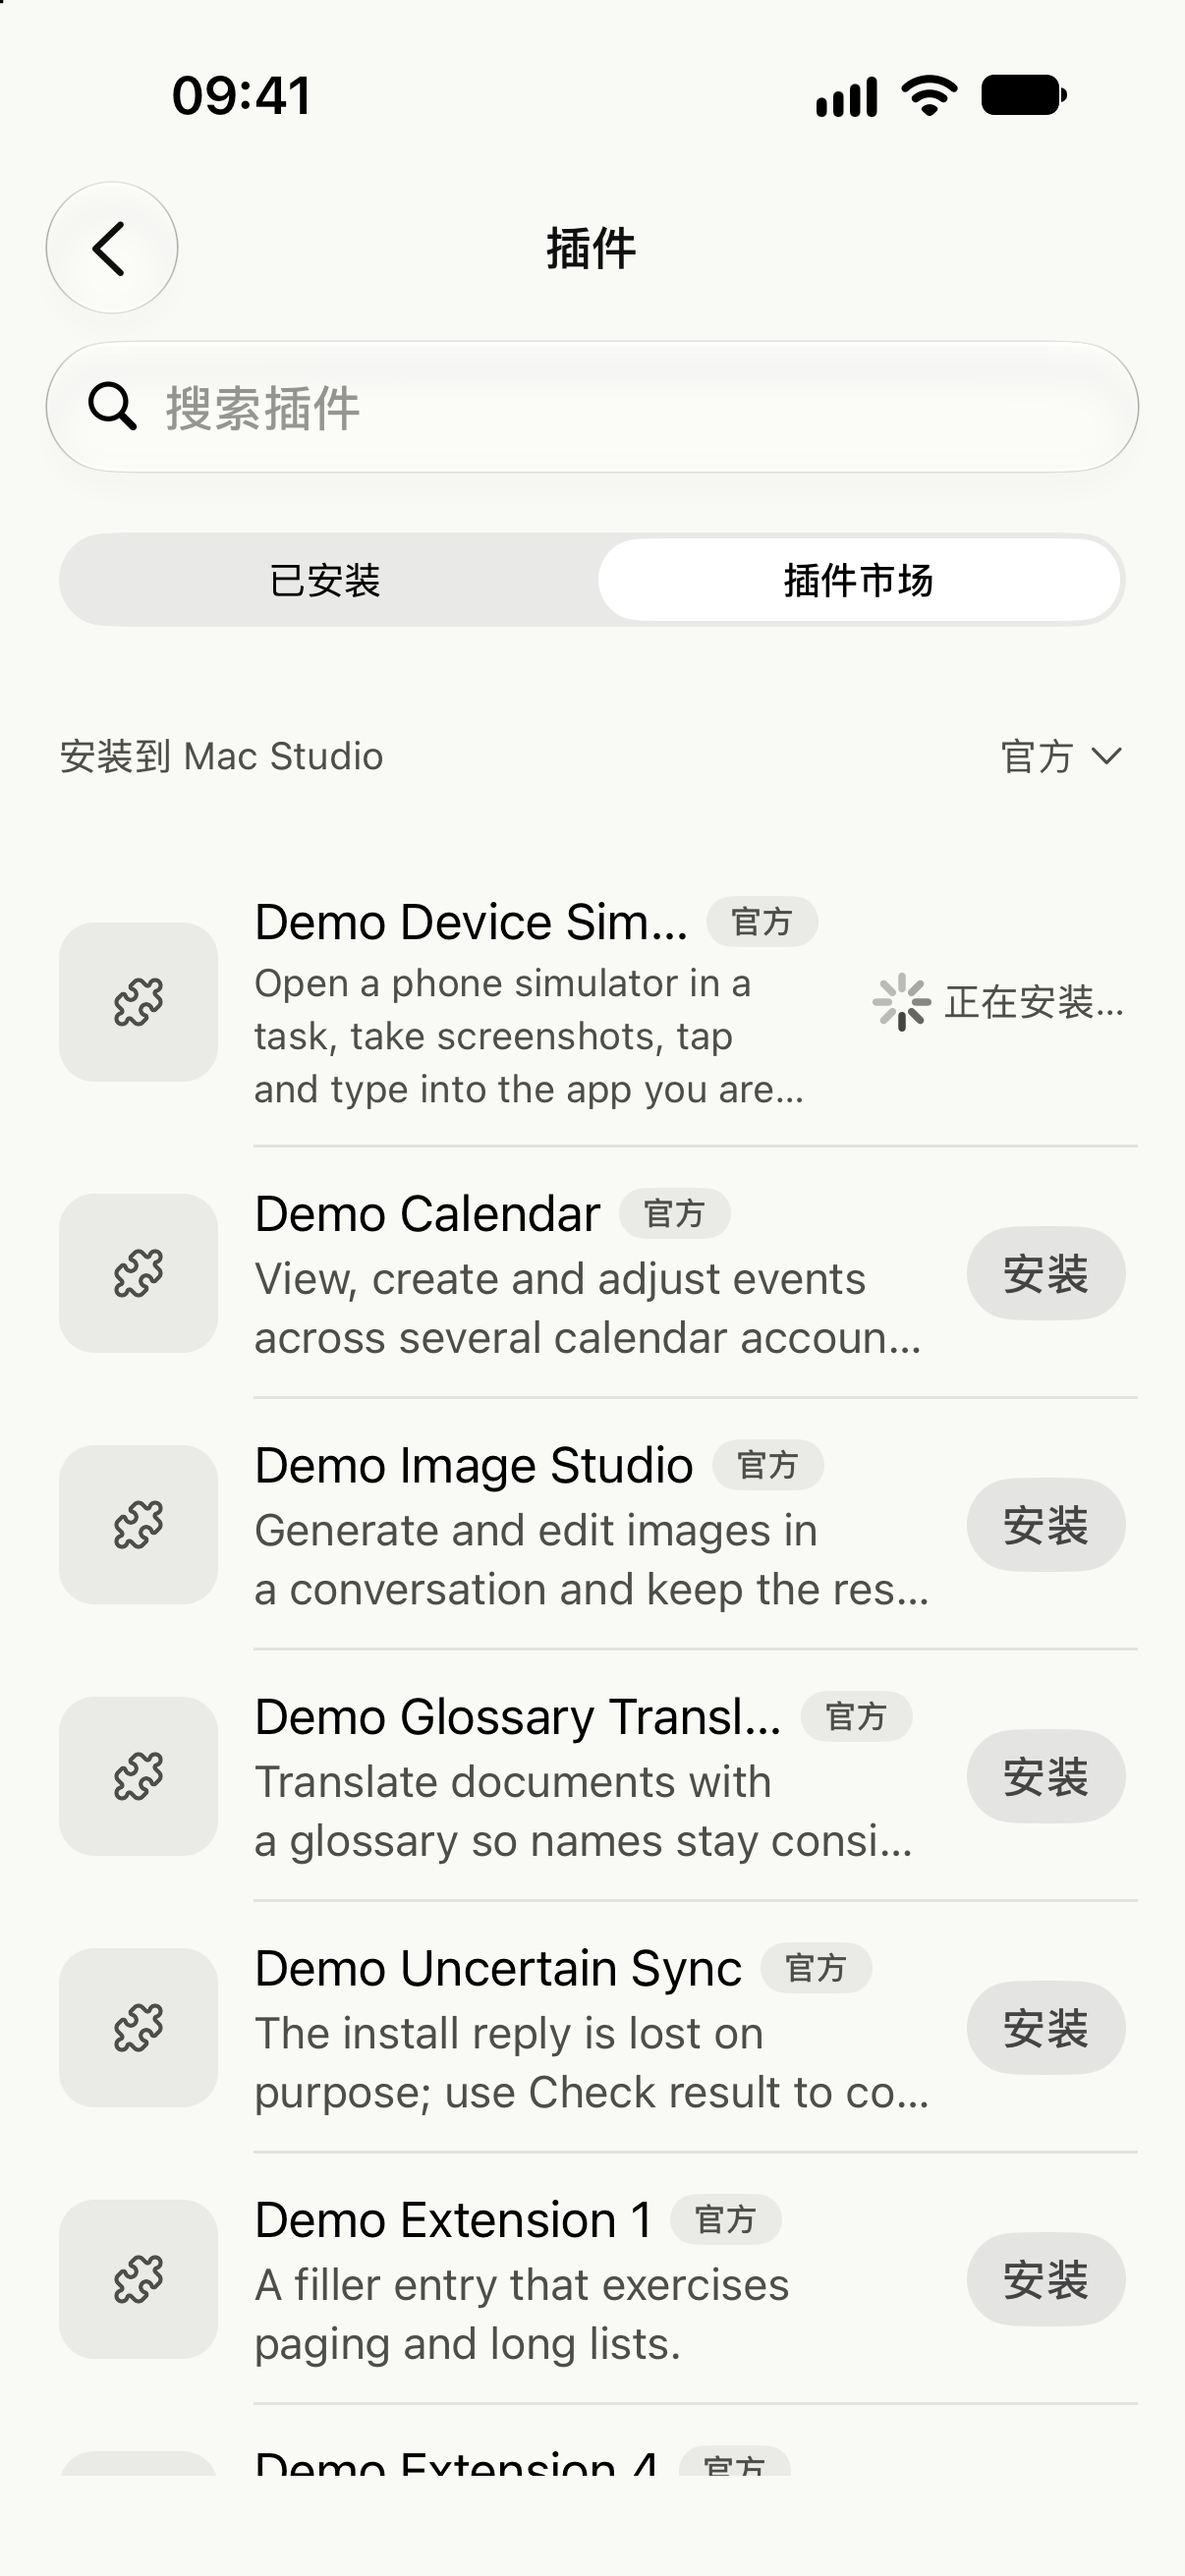 09:41
插件
搜索插件
已安装
插件市场
安装到 Mac Studio
官方
Demo Device Sim...
官方
Open a phone simulator in a
task, take screenshots, tap
and type into the app you are...
正在安装...
Demo Calendar
官方
View, create and adjust events
across several calendar accoun...
安装
Demo Image Studio
官方
Generate and edit images in
a conversation and keep the res...
安装
Demo Glossary Transl...
官方
Translate documents with
a glossary so names stay consi...
安装
Demo Uncertain Sync
官方
The install reply is lost on
purpose; use Check result to co...
安装
Demo Extension 1
官方
A filler entry that exercises
paging and long lists.
安装
Demo Extension 4
官方